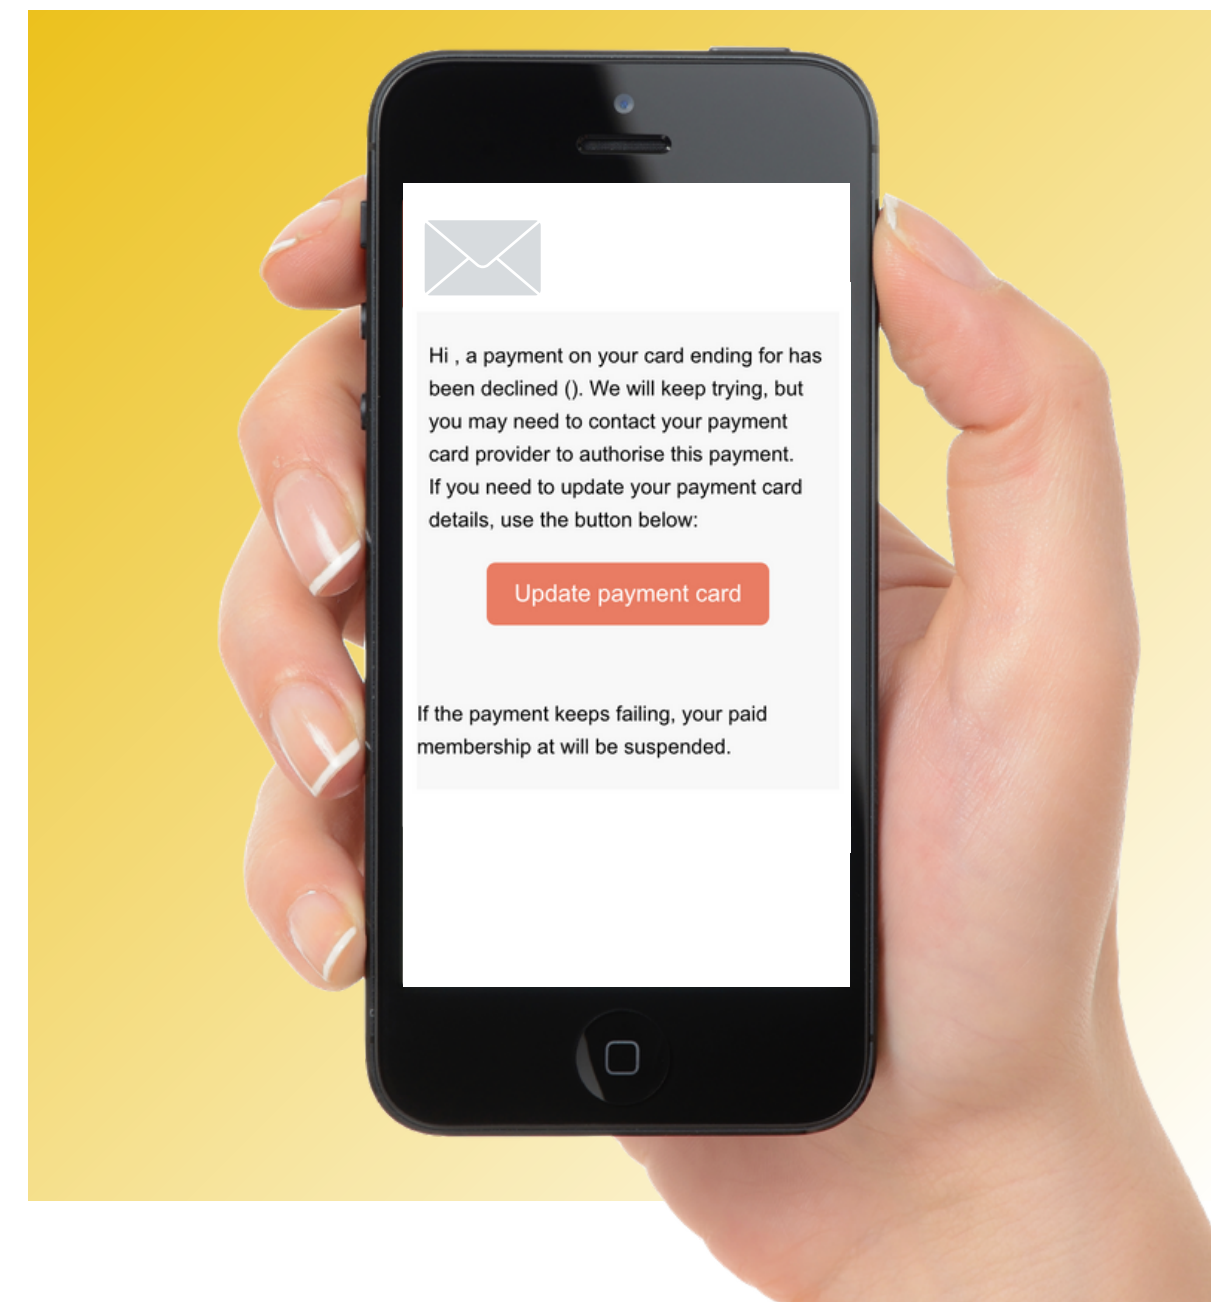 Hi , a payment on your card ending for has
been declined (). We will keep trying, but
you may need to contact your payment
card provider to authorise this payment.
If you need to update your payment card
details, use the button below:
Update payment card
If the payment keeps failing, your paid
membership at will be suspended.